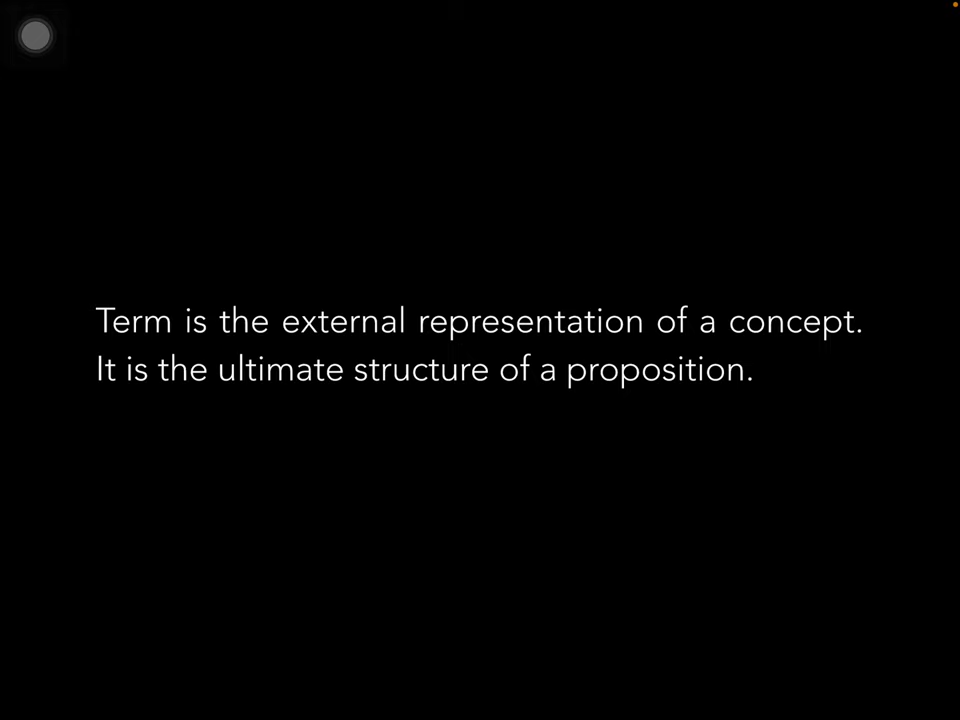 Term is the external representation of a concept.
It is the ultimate structure of a proposition.